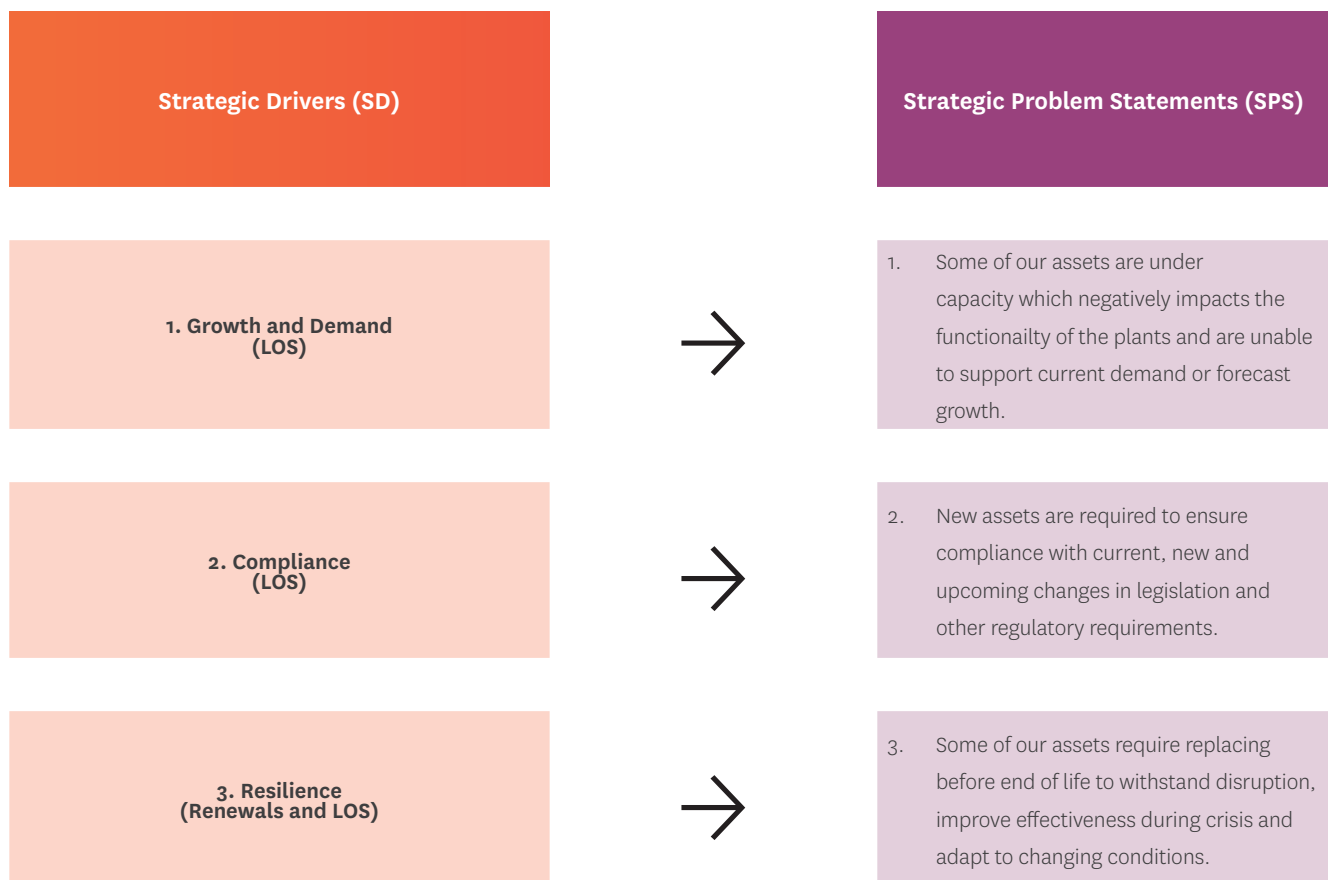 Strategic Drivers (SD)
Strategic Problem Statements (SPS)
1. Growth and Demand
(LOS)
1. Some of our assets are under
capacity which negatively impacts the
functionailty of the plants and are unable
to support current demand or forecast
growth.
2. Compliance
(LOS)
2. New assets are required to ensure
compliance with current, new and
upcoming changes in legislation and
other regulatory requirements.
3. Resilience
(Renewals and LOS)
3. Some of our assets require replacing
before end of life to withstand disruption,
improve effectiveness during crisis and
adapt to changing conditions.